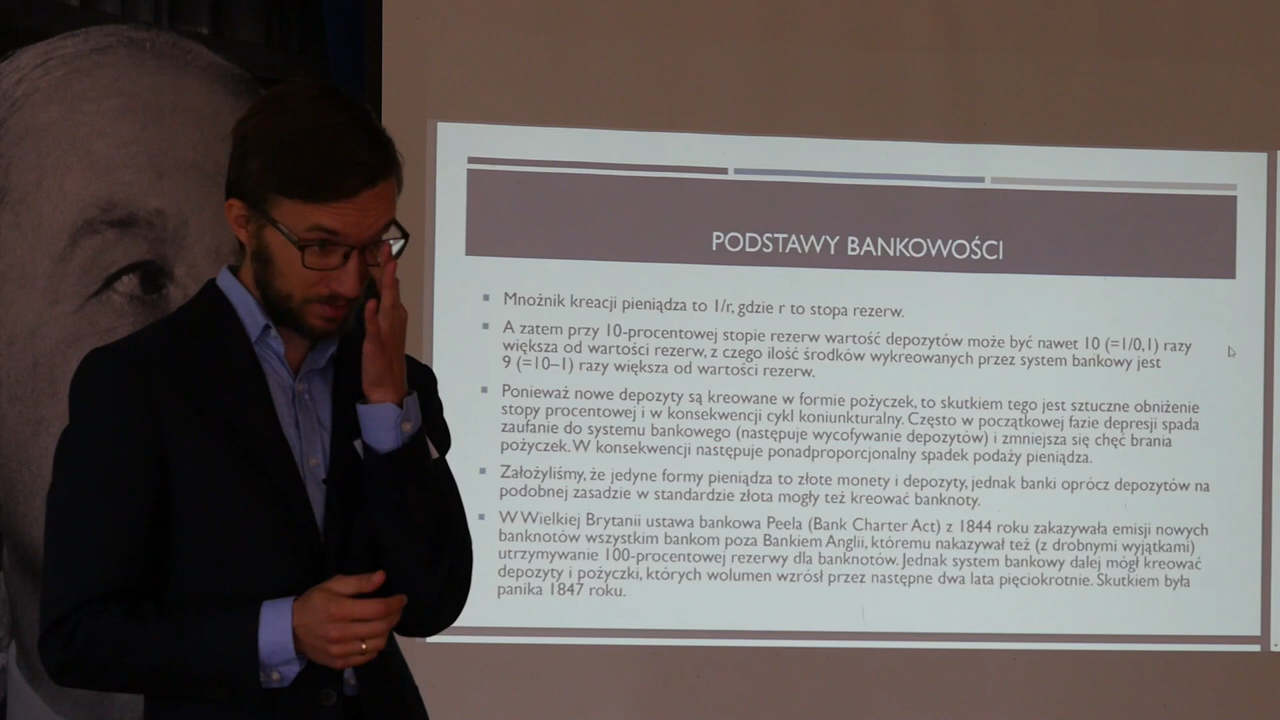 PODSTAWY BANKOWOŚCI
Mnożnik kreacji pieniądza to 1/r, gdzie r to stopa rezerw.
A zatem przy 10-procentowej stopie rezerw wartość depozytów może być nawet 10 (=1/0,1) razy
większa od wartości rezerw, z czego ilość środków wykreowanych przez system bankowy jest
9 (=10–1) razy większa od wartości rezerw.
Ponieważ nowe depozyty są kreowane w formie pożyczek, to skutkiem tego jest sztuczne obniżenie
stopy procentowej i w konsekwencji cykl koniunkturalny. Często w początkowej fazie depresji spada
zaufanie do systemu bankowego (następuje wycofywanie depozytów) i zmniejsza się chęć brania
pożyczek. W konsekwencji następuje ponadproporcjonalny spadek podaży pieniądza.
Założyliśmy, że jedyne formy pieniądza to złote monety i depozyty, jednak banki oprócz depozytów na
podobnej zasadzie w standardzie złota mogły też kreować banknoty.
W Wielkiej Brytanii ustawa bankowa Peela (Bank Charter Act) z 1844 roku zakazywała emisji nowych
banknotów wszystkim bankom poza Bankiem Anglii, któremu nakazywał też (z drobnymi wyjątkami)
utrzymywanie 100-procentowej rezerwy dla banknotów. Jednak system bankowy dalej mógł kreować
depozyty i pożyczki, których wolumen wzrósł przez następne dwa lata pięciokrotnie. Skutkiem była
panika 1847 roku.